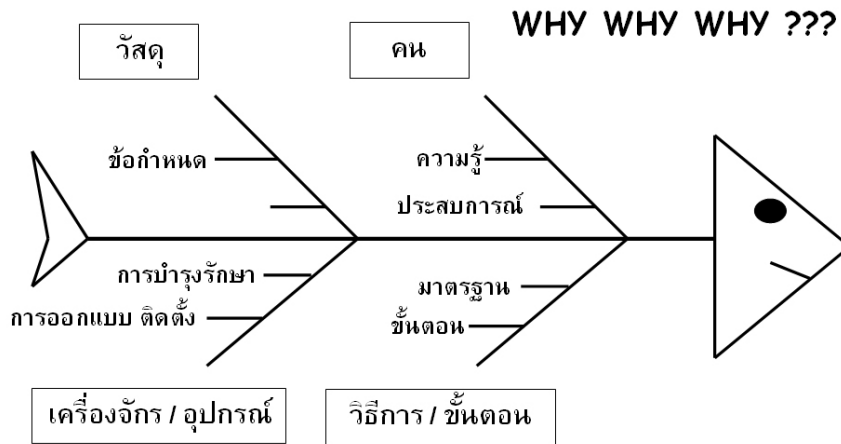 WHY WHY WHY ???
วัสดุ
คน
ข้อกำหนด
ความรู้
ประสบการณ์
การบำรุงรักษา
การออกแบบ ติดตั้ง
มาตรฐาน
ขั้นตอน
เครื่องจักร / อุปกรณ์
วิธีการ / ขั้นตอน